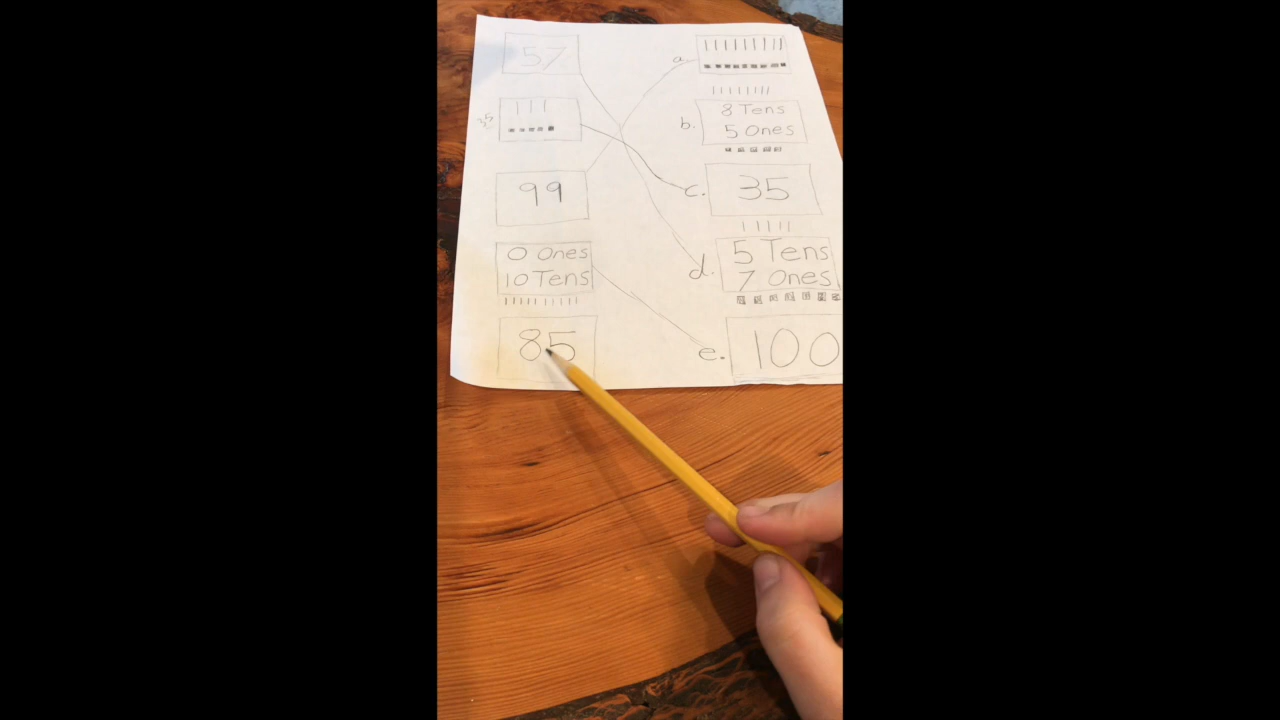 57
a.
b.
8 Tens
5 Ones
35
99
c.
35
0 Ones
10 Tens
d.
5 Tens
7 Ones
85
e.
100